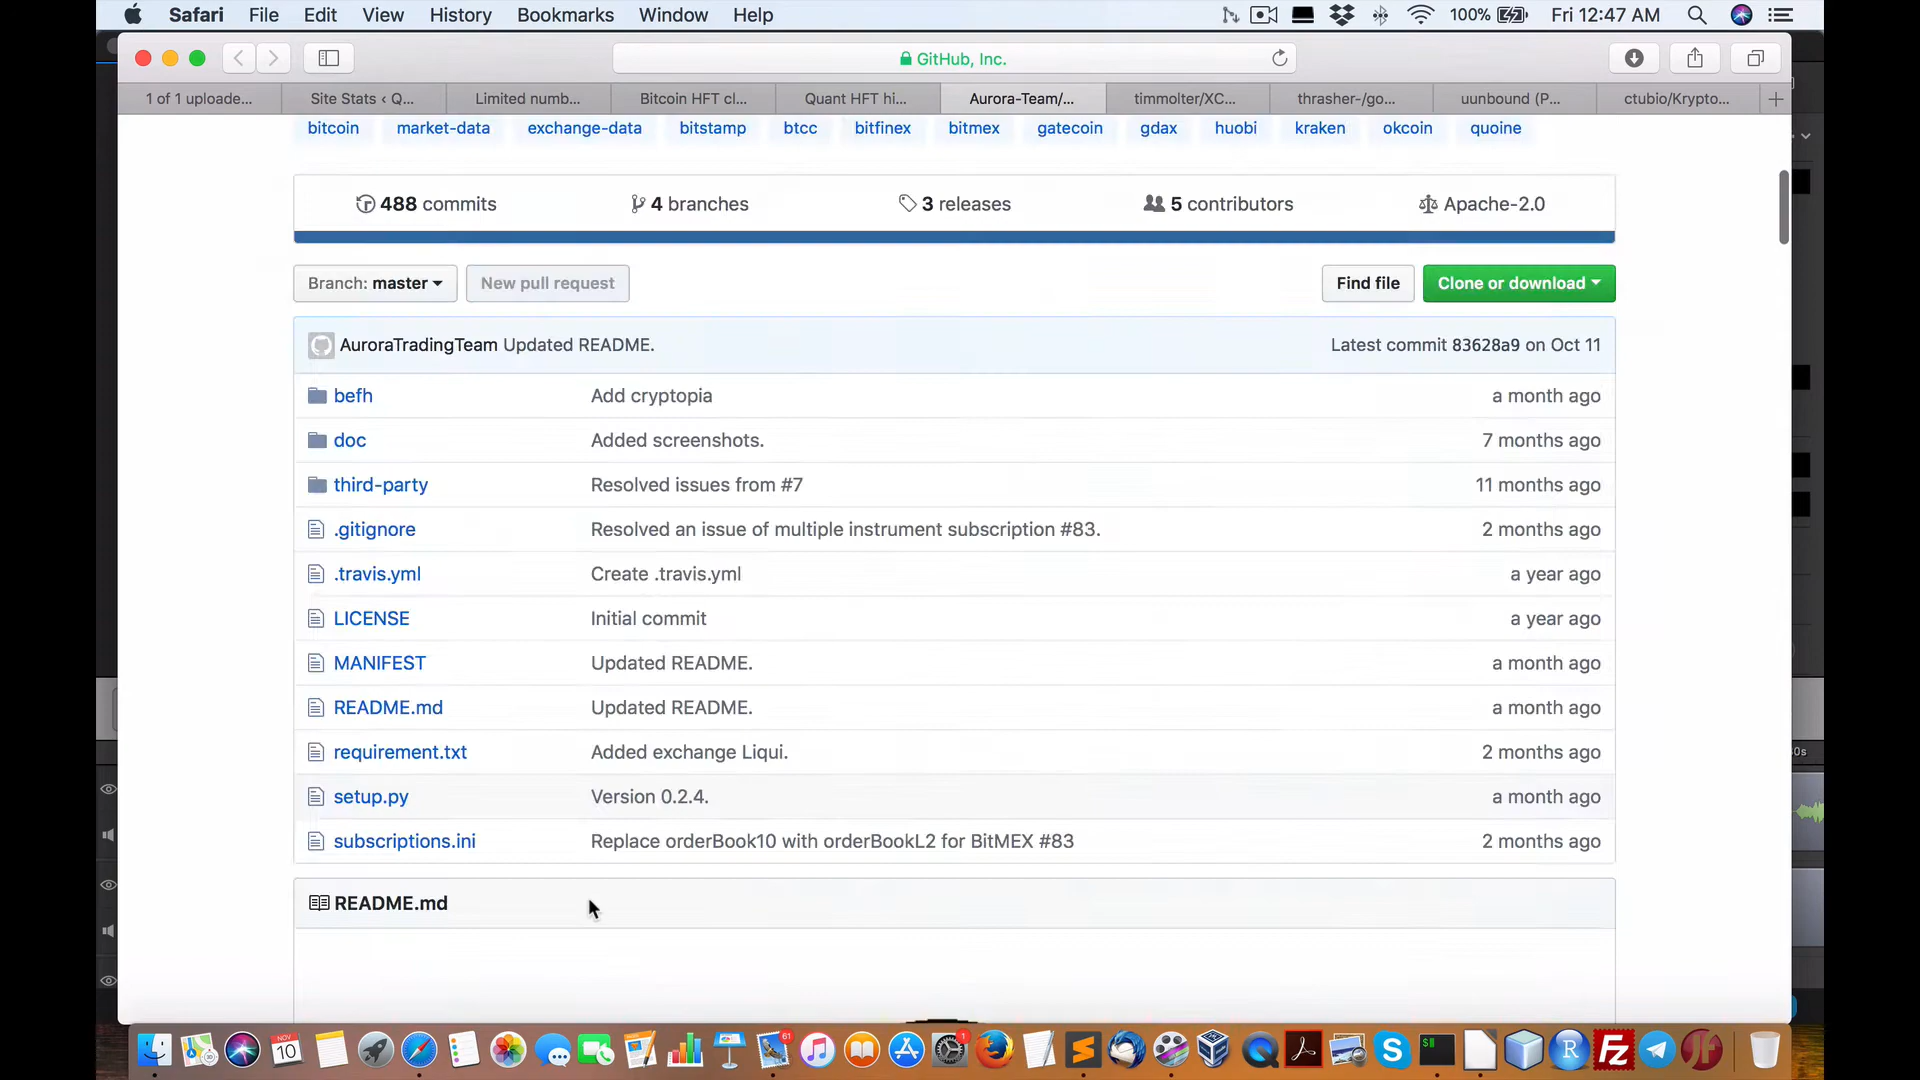 Safari File Edit View History Bookmarks Window Help 100% Fri 12:47 AM
GitHub, Inc.
1 of 1 uploade... Site Stats ‹ Q... Limited numb... Bitcoin HFT cl... Quant HFT hi... Aurora-Team/... timmolter/XC... thrasher-/go... uunbound (P... ctubio/Krypto...
bitcoin market-data exchange-data bitstamp btcc bitfinex bitmex gatecoin gdax huobi kraken okcoin quoine
488 commits 4 branches 3 releases 5 contributors Apache-2.0
Branch: master New pull request Find file Clone or download
AuroraTradingTeam Updated README. Latest commit 83628a9 on Oct 11
befh Add cryptopia a month ago
doc Added screenshots. 7 months ago
third-party Resolved issues from #7 11 months ago
.gitignore Resolved an issue of multiple instrument subscription #83. 2 months ago
.travis.yml Create .travis.yml a year ago
LICENSE Initial commit a year ago
MANIFEST Updated README. a month ago
README.md Updated README. a month ago
requirement.txt Added exchange Liqui. 2 months ago
setup.py Version 0.2.4. a month ago
subscriptions.ini Replace orderBook10 with orderBookL2 for BitMEX #83 2 months ago
README.md
NOV
10
61
1
$
R
Fz